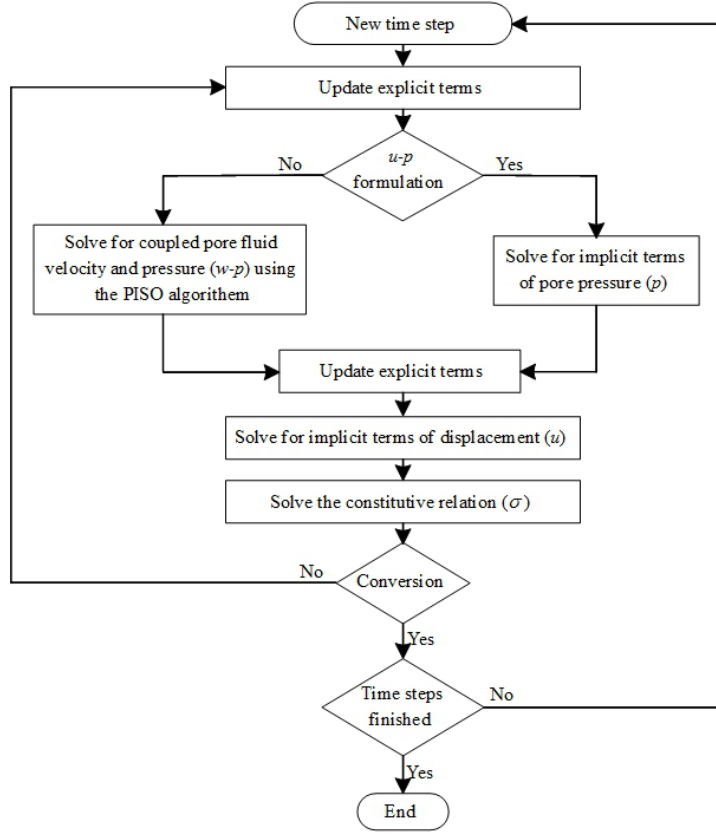 New time step
Update explicit terms
u-p
formulation
No
Yes
Solve for coupled pore fluid
velocity and pressure (w-p) using
the PISO algorithem
Solve for implicit terms
of pore pressure (p)
Update explicit terms
Solve for implicit terms of displacement (u)
Solve the constitutive relation (σ)
No
Conversion
Yes
Time steps
finished
No
Yes
End